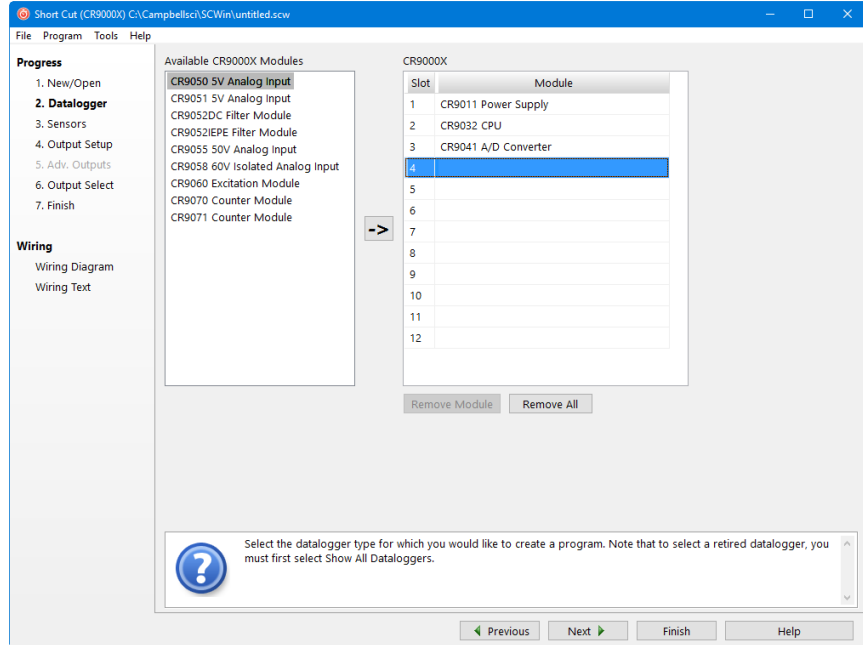 Short Cut (CR9000X) C:\Campbellsci\SCWin\untitled.scw
File Program Tools Help
Progress
1. New/Open
2. Datalogger
3. Sensors
4. Output Setup
5. Adv. Outputs
6. Output Select
7. Finish
Wiring
Wiring Diagram
Wiring Text
Available CR9000X Modules
CR9050 5V Analog Input
CR9051 5V Analog Input
CR9052DC Filter Module
CR9052IEPE Filter Module
CR9055 50V Analog Input
CR9058 60V Isolated Analog Input
CR9060 Excitation Module
CR9070 Counter Module
CR9071 Counter Module
->
CR9000X
Slot Module
1 CR9011 Power Supply
2 CR9032 CPU
3 CR9041 A/D Converter
4
5
6
7
8
9
10
11
12
Remove Module Remove All
Select the datalogger type for which you would like to create a program. Note that to select a retired datalogger, you
must first select Show All Dataloggers.
Previous Next Finish Help